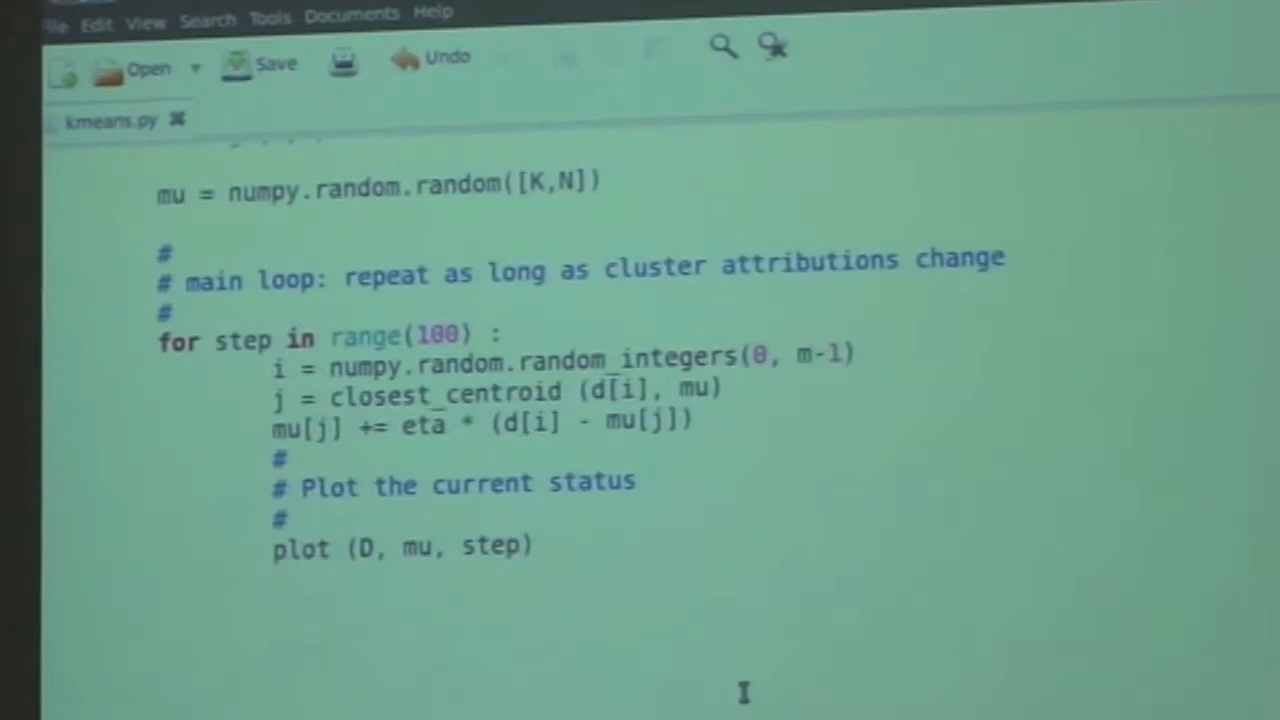 File Edit View Search Tools Documents Help
Open Save Undo
kmeans.py
mu = numpy.random.random([K,N])
#
# main loop: repeat as long as cluster attributions change
#
for step in range(100) :
i = numpy.random.random_integers(0, m-1)
j = closest_centroid (d[i], mu)
mu[j] += eta * (d[i] - mu[j])
#
# Plot the current status
#
plot (D, mu, step)